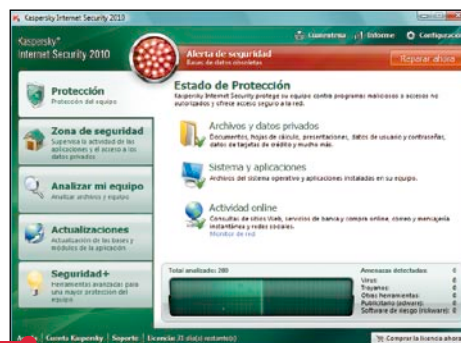 Kaspersky Internet Security 2010
Kaspersky
Internet Security 2010
Cuarentena Informe Configuración
Alerta de seguridad
Bases de datos obsoletas
Reparar ahora
Protección
Protección del equipo
Zona de seguridad
Supervisa la actividad de las
aplicaciones y el acceso a los
datos privados
Analizar mi equipo
Analizar archivos y equipo
Actualizaciones
Actualización de las bases y
módulos de la aplicación
Seguridad+
Herramientas avanzadas para
una mayor protección del
equipo
Estado de Protección
Kaspersky Internet Security protege su equipo contra programas maliciosos o accesos no
autorizados y ofrece acceso seguro a la red.
Archivos y datos privados
Documentos, hojas de cálculo, presentaciones, datos de usuario y contraseñas,
datos de tarjetas de crédito y mucho más.
Sistema y aplicaciones
Archivos del sistema operativo y aplicaciones instaladas en su equipo.
Actividad online
Consultas de sitios Web, servicios de banca y compra online, correo y mensajería
instantánea y redes sociales.
Monitor de red
Total analizado: 280
Amenazas detectadas: 0
Virus: 0
Troyanos: 0
Otras herramientas: 0
Publicitario (adware): 0
Software de riesgo (riskware): 0
Ayuda Cuenta Kaspersky Soporte Licencia: 31 día(s) restante(s)
Comprar la licencia ahora